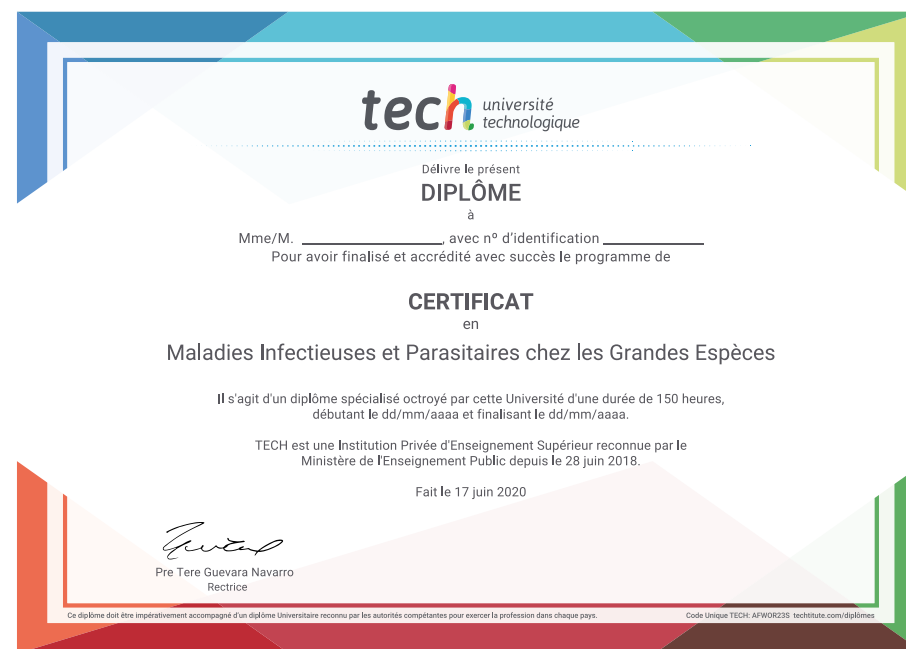 tech université
technologique
Délivre le présent
DIPLÔME
à
Mme/M. ____________________, avec nº d'identification ______________
Pour avoir finalisé et accrédité avec succès le programme de
CERTIFICAT
en
Maladies Infectieuses et Parasitaires chez les Grandes Espèces
Il s'agit d'un diplôme spécialisé octroyé par cette Université d'une durée de 150 heures,
débutant le dd/mm/aaaa et finalisant le dd/mm/aaaa.
TECH est une Institution Privée d'Enseignement Supérieur reconnue par le
Ministère de l'Enseignement Public depuis le 28 juin 2018.
Fait le 17 juin 2020
Pre Tere Guevara Navarro
Rectrice
Ce diplôme doit être impérativement accompagné d'un diplôme Universitaire reconnu par les autorités compétantes pour exercer la profession dans chaque pays.
Code Unique TECH: AFWOR23S techtitute.com/diplômes